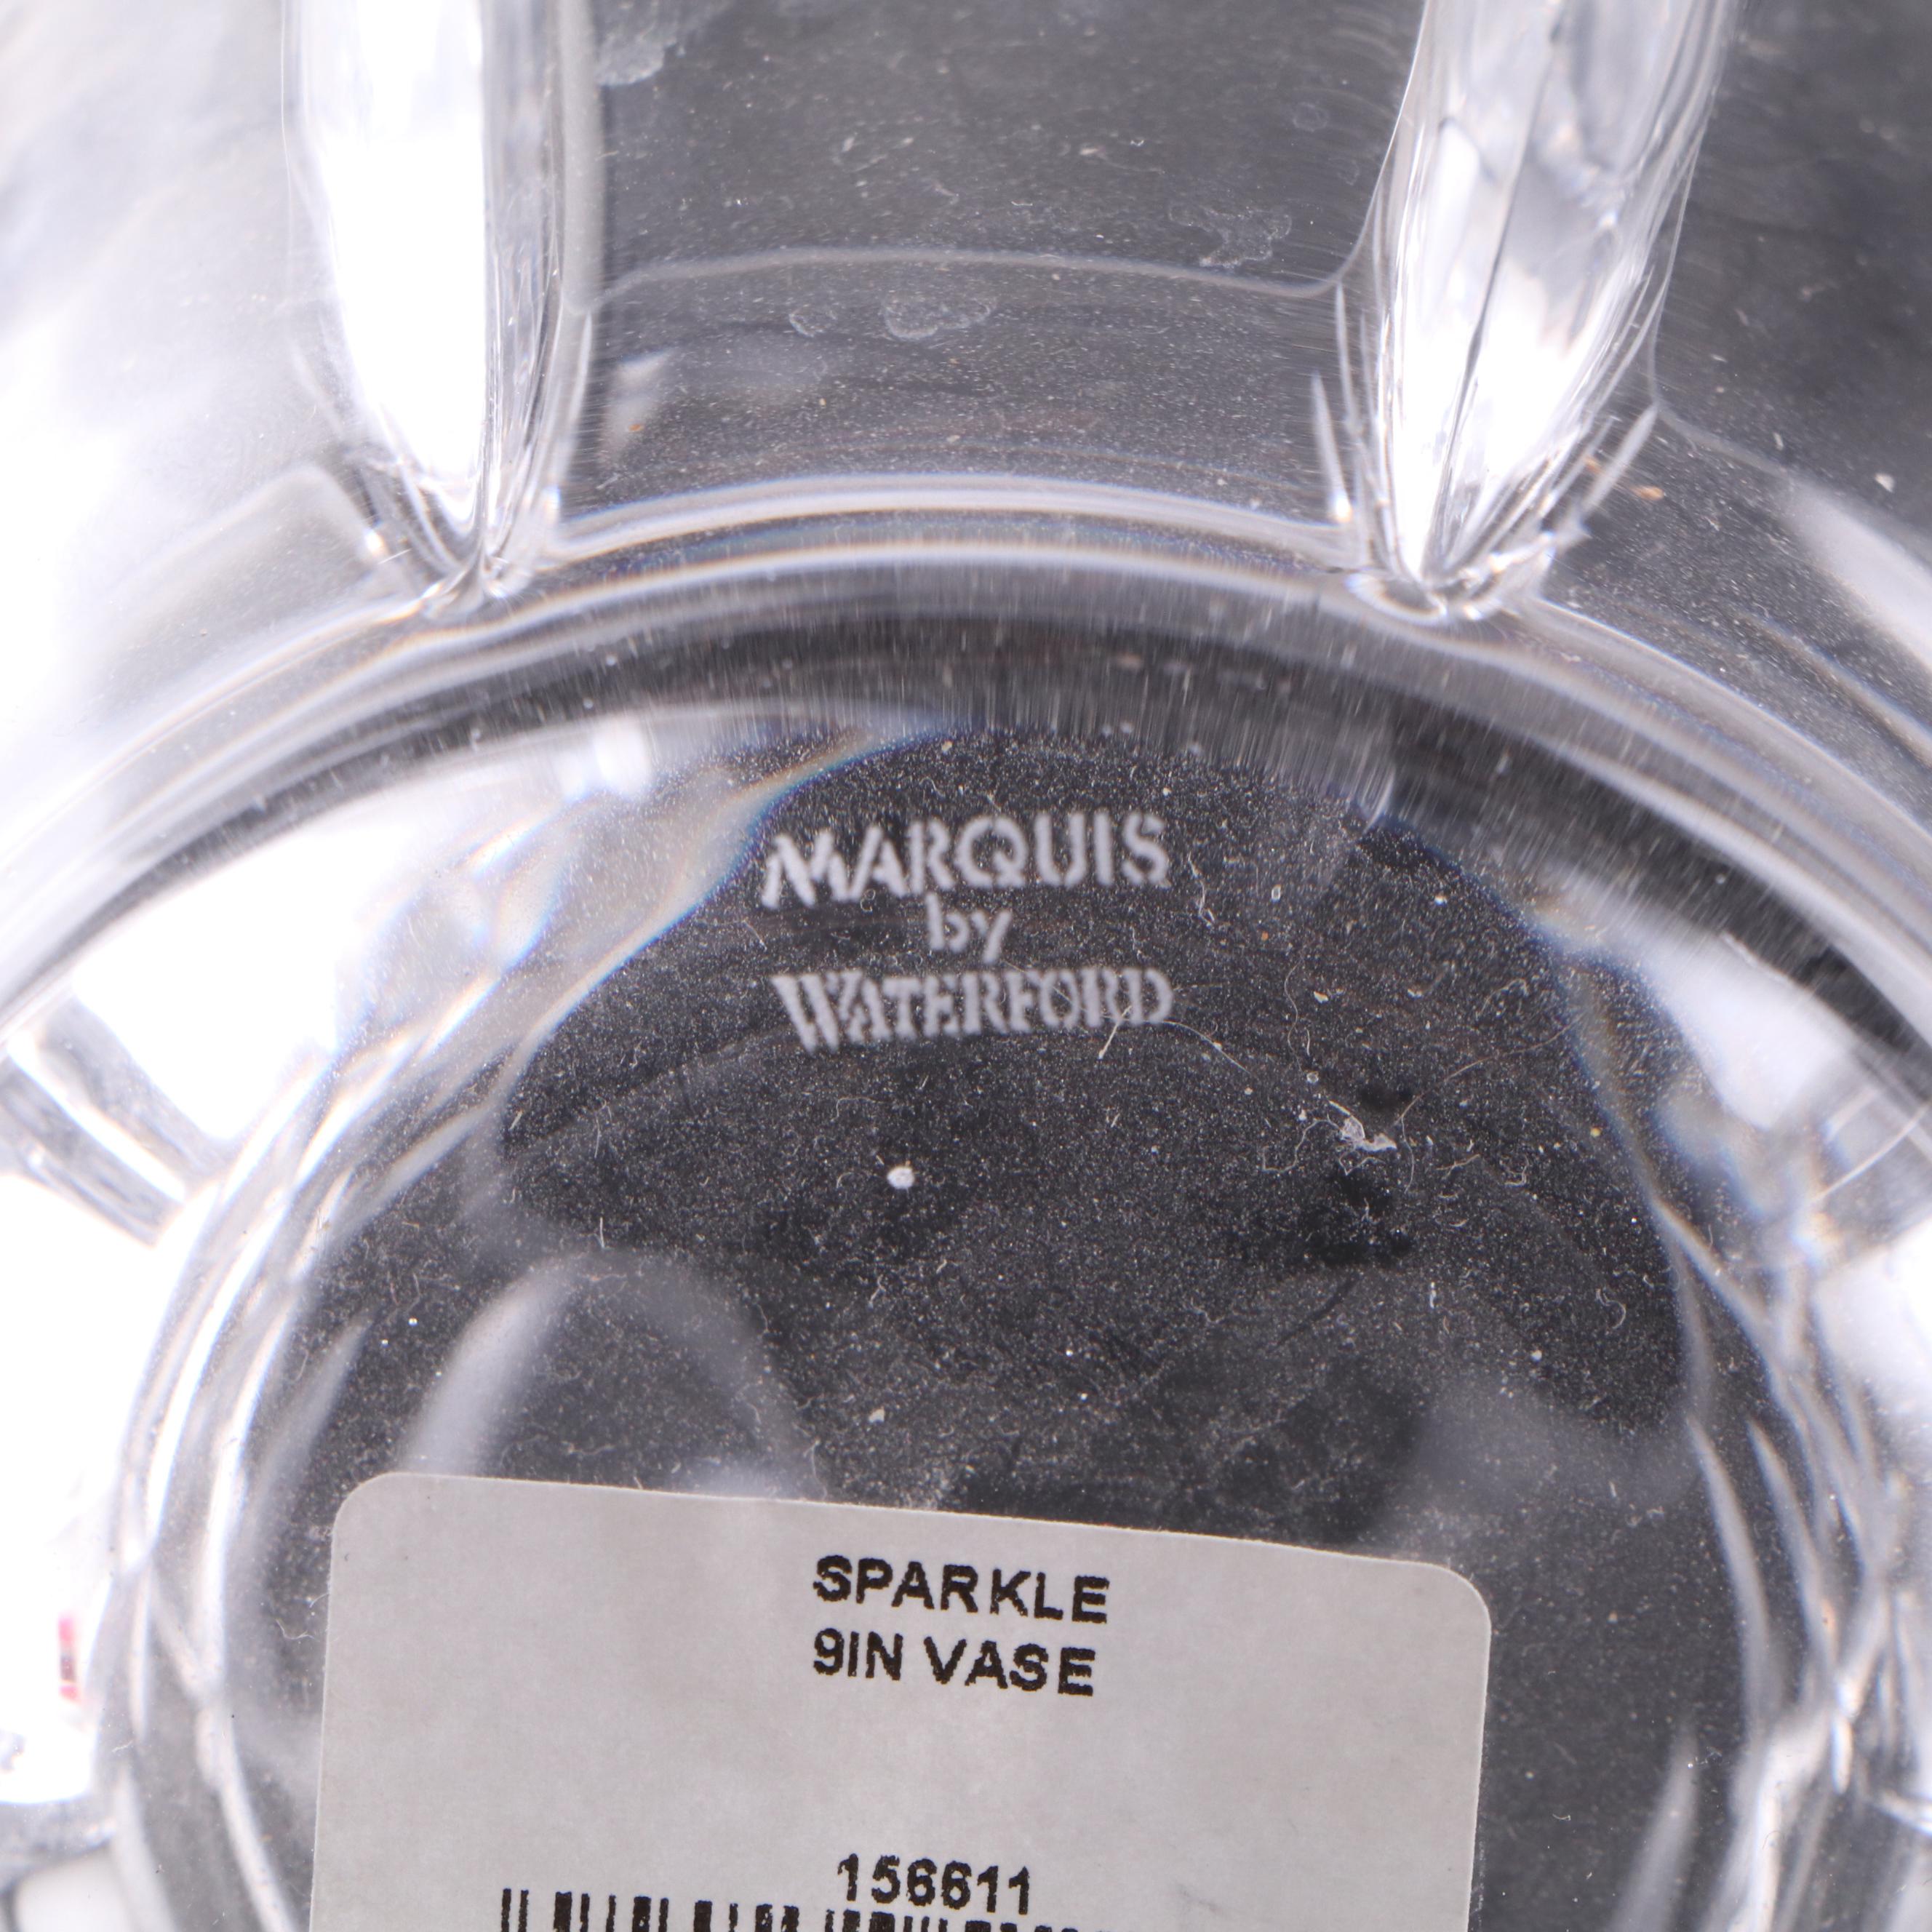 MARQUIS
by
WATERFORD
SPARKLE
9IN VASE
156611